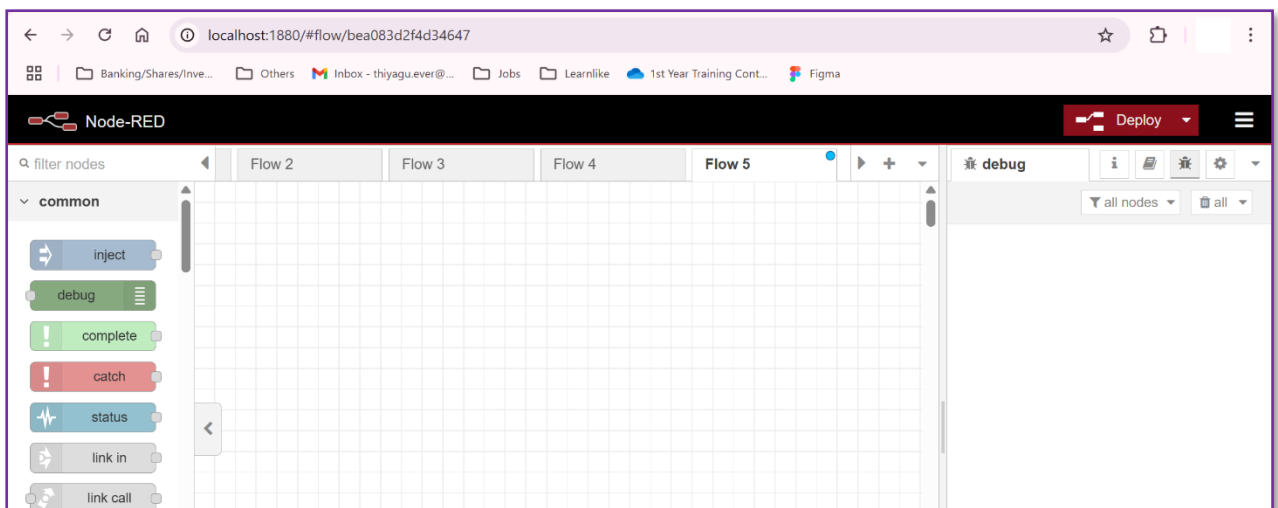 localhost:1880/#flow/bea083d2f4d34647
Banking/Shares/Inve... Others Inbox - thiyagu.ever@... Jobs Learnlike 1st Year Training Cont... Figma
Node-RED Deploy
filter nodes Flow 2 Flow 3 Flow 4 Flow 5 debug i
common all nodes all
inject
debug
complete
catch
status
link in
link call